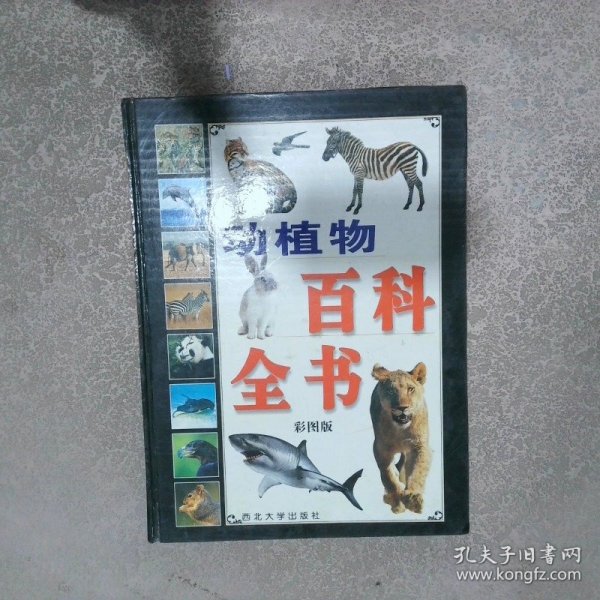 动植物
百科
全书
彩图版
西北大学出版社
孔夫子旧书网
www.kongfz.com